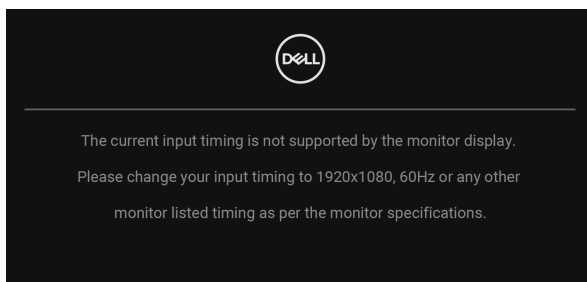 DELL
The current input timing is not supported by the monitor display.
Please change your input timing to 1920x1080, 60Hz or any other
monitor listed timing as per the monitor specifications.